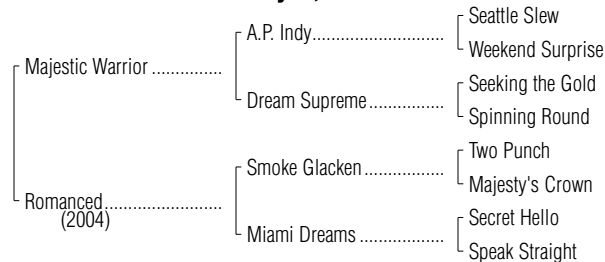 Seattle Slew
A.P. Indy
Weekend Surprise
Majestic Warrior
Seeking the Gold
Dream Supreme
Spinning Round
Two Punch
Smoke Glacken
Majesty's Crown
Romanced
(2004)
Secret Hello
Miami Dreams
Speak Straight